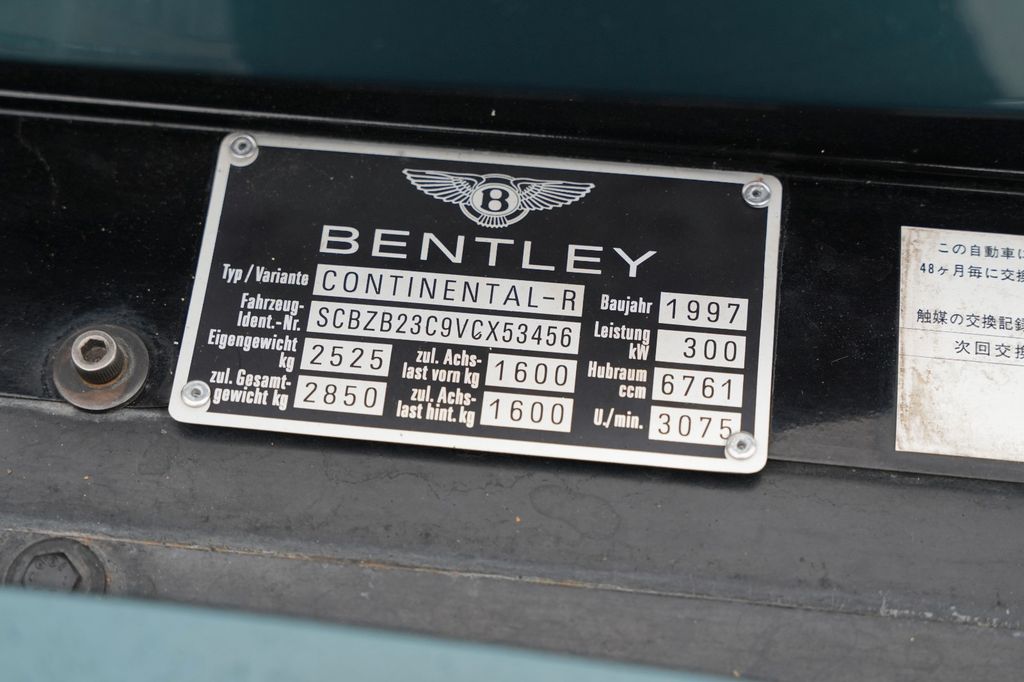 B
BENTLEY
Typ/Variante CONTINENTAL-R Baujahr 1997
Fahrzeug-Ident.-Nr. SCBZB23C9VCX53456 Leistung kW 300
Eigengewicht kg 2525 zul. Achs-last vorn kg 1600 Hubraum ccm 6761
zul. Gesamt-gewicht kg 2850 zul. Achs-last hint. kg 1600 U./min. 3075
この自動車に
48ヶ月毎に交換
触媒の交換記録
次回交換